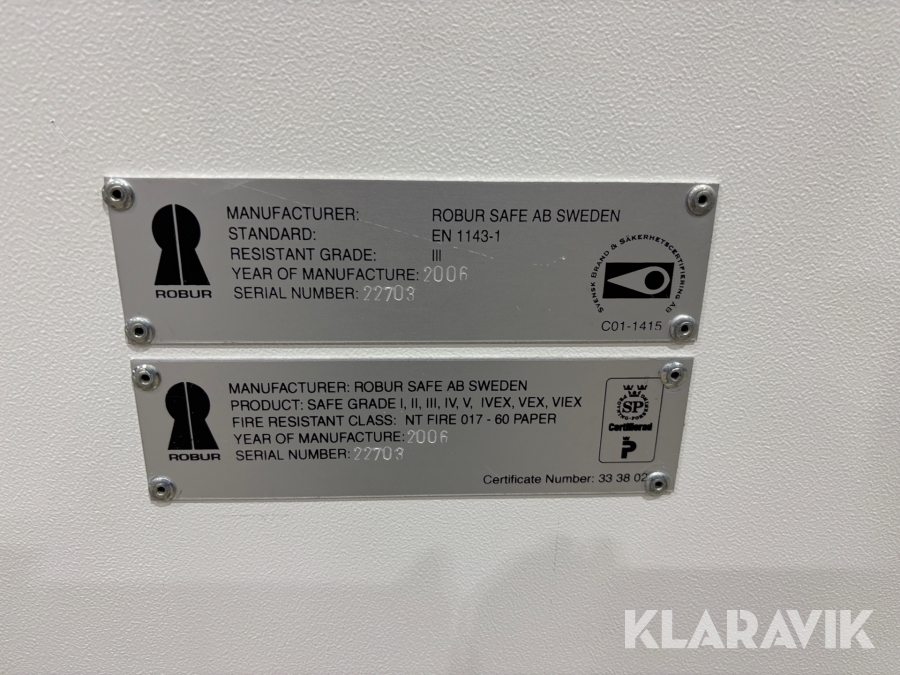 MANUFACTURER: ROBUR SAFE AB SWEDEN
STANDARD: EN 1143-1
RESISTANT GRADE: III
YEAR OF MANUFACTURE: 2006
SERIAL NUMBER: 22703
ROBUR
SVENSK BRAND & SÄKERHETSCERTIFIERING AB
C01-1415
MANUFACTURER: ROBUR SAFE AB SWEDEN
PRODUCT: SAFE GRADE I, II, III, IV, V, IVEX, VEX, VIEX
FIRE RESISTANT CLASS: NT FIRE 017 - 60 PAPER
YEAR OF MANUFACTURE: 2006
SERIAL NUMBER: 22703
ROBUR
SP
Certifierad
P
Certificate Number: 33 38 02
KLARAVIK